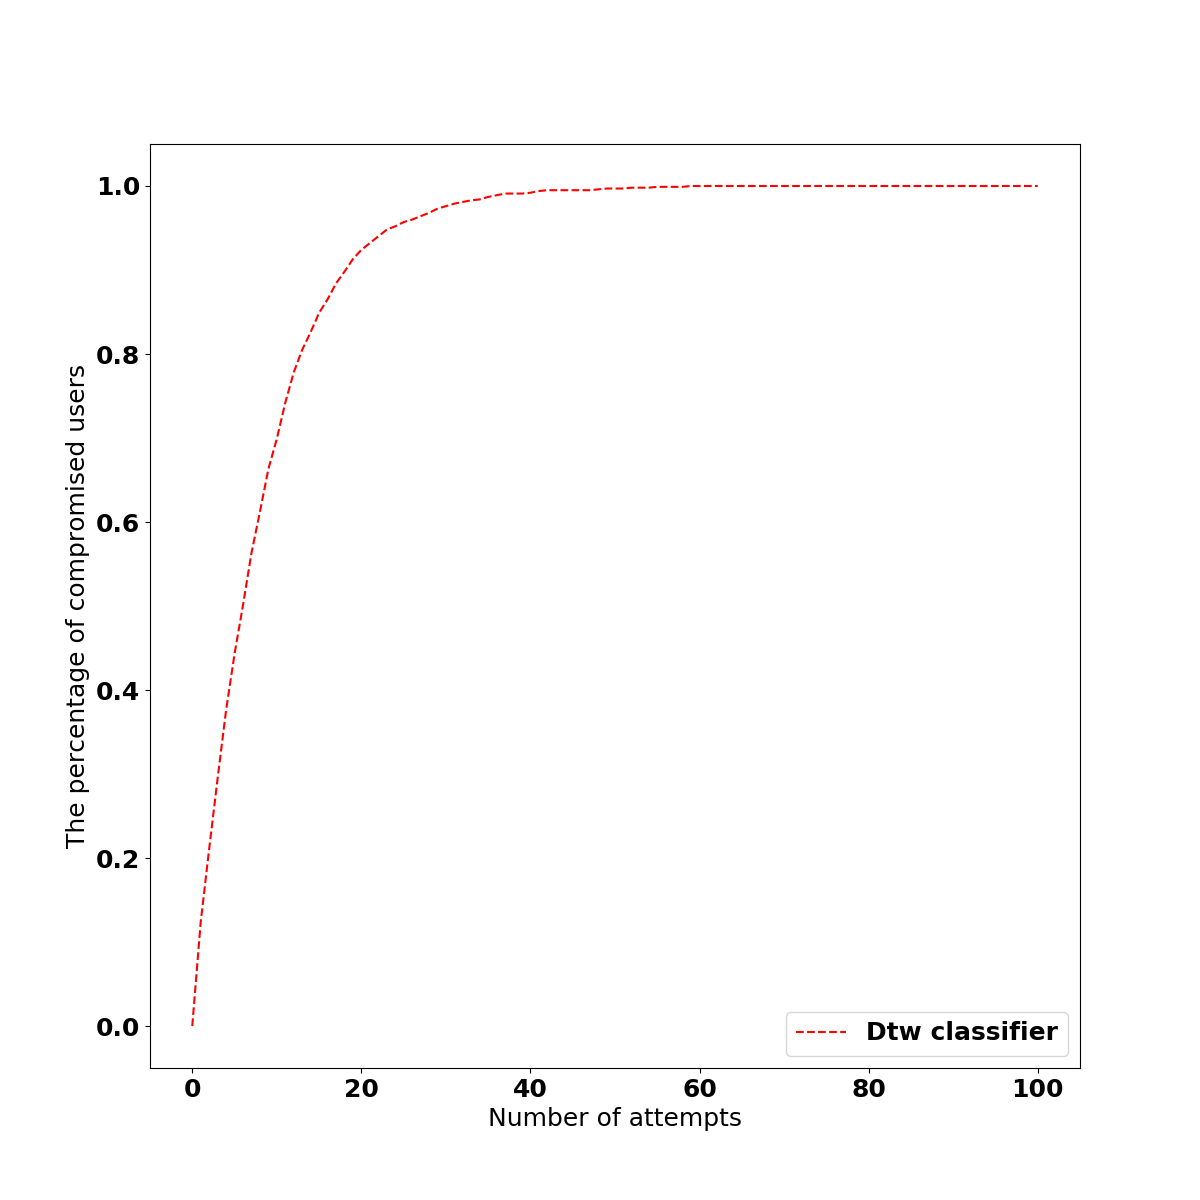 The percentage of compromised users
1.0
0.8
0.6
0.4
0.2
0.0
Dtw classifier
0 20 40 60 80 100
Number of attempts